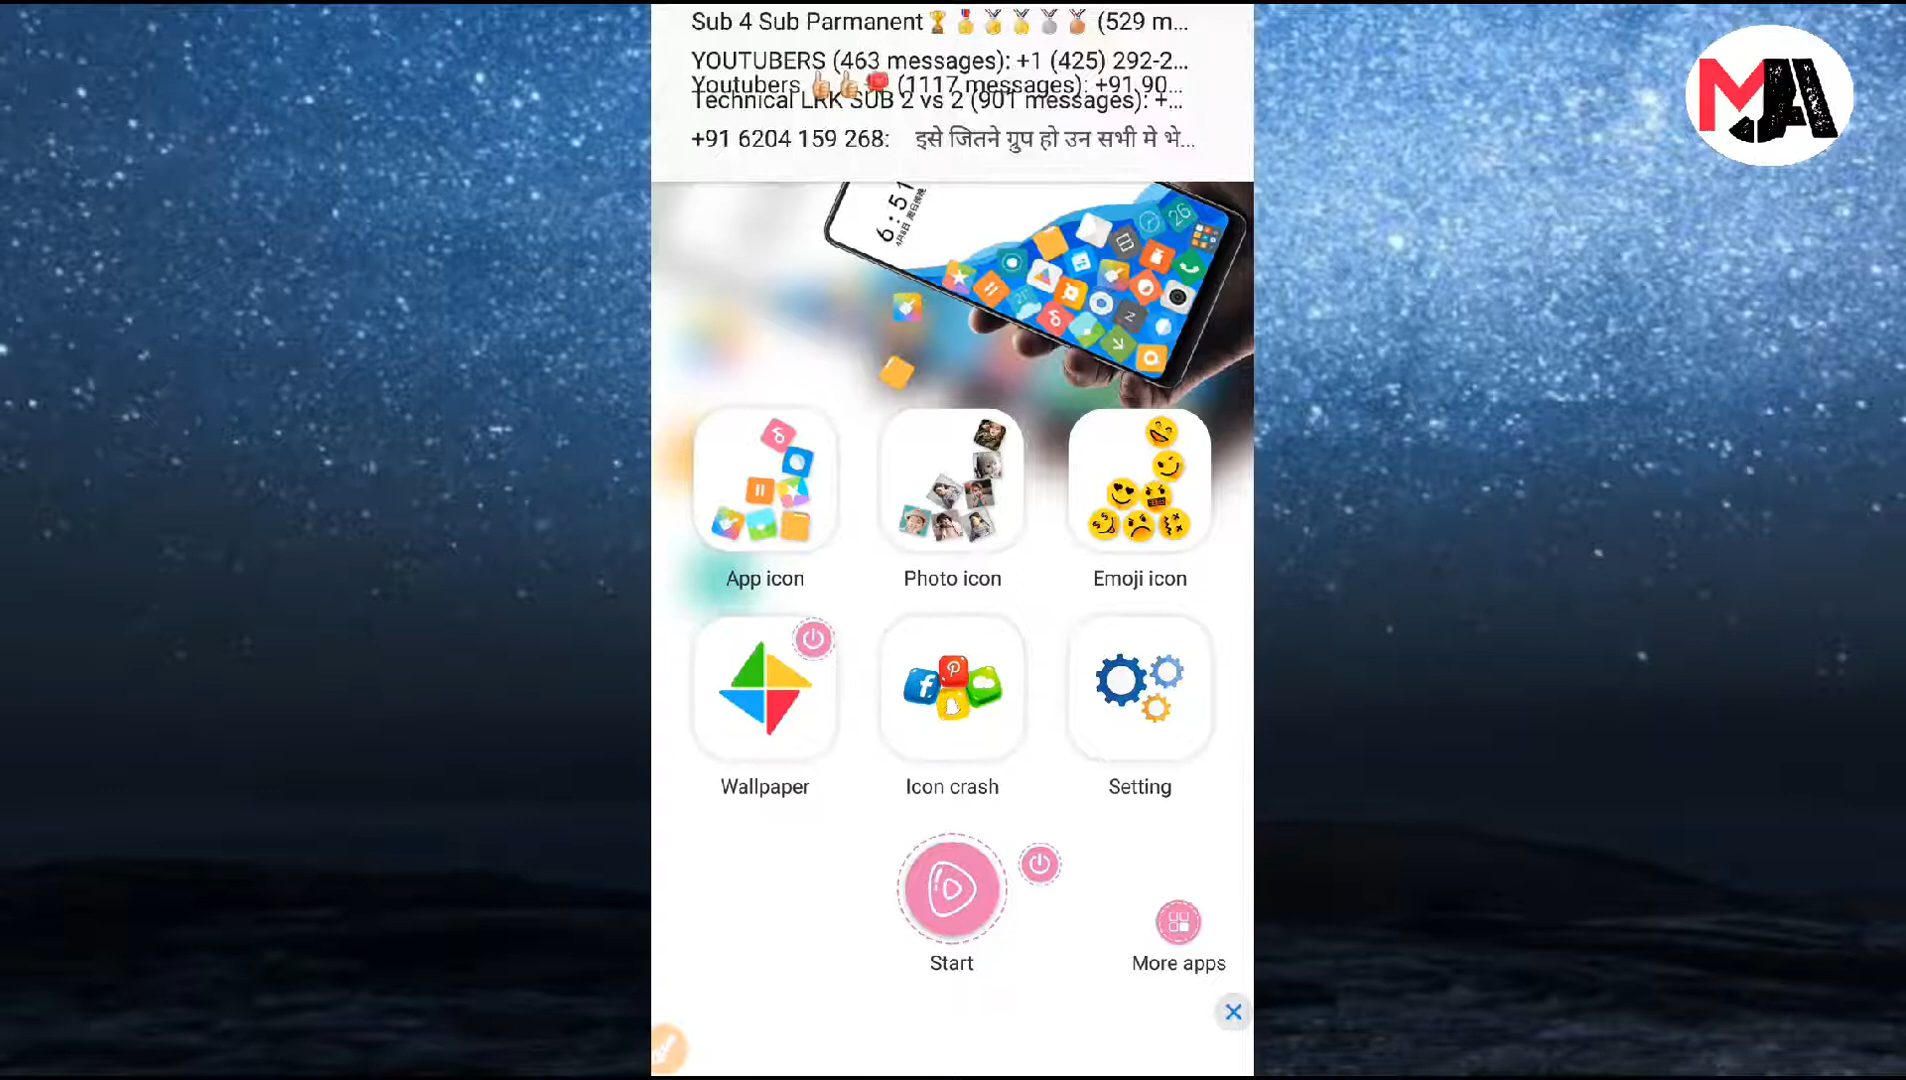 Sub 4 Sub Parmanent🏆🏅🥇🥇🥈🥉 (529 m...
YOUTUBERS (463 messages): +1 (425) 292-2...
Youtubers 👍👍🌹 (1117 messages): +91 90...
Technical LRK SUB 2 vs 2 (901 messages): +...
+91 6204 159 268: इसे जितने ग्रुप हो उन सभी मे भे...
MJA
6:51
26
App icon
Photo icon
Emoji icon
Wallpaper
Icon crash
Setting
Start
More apps